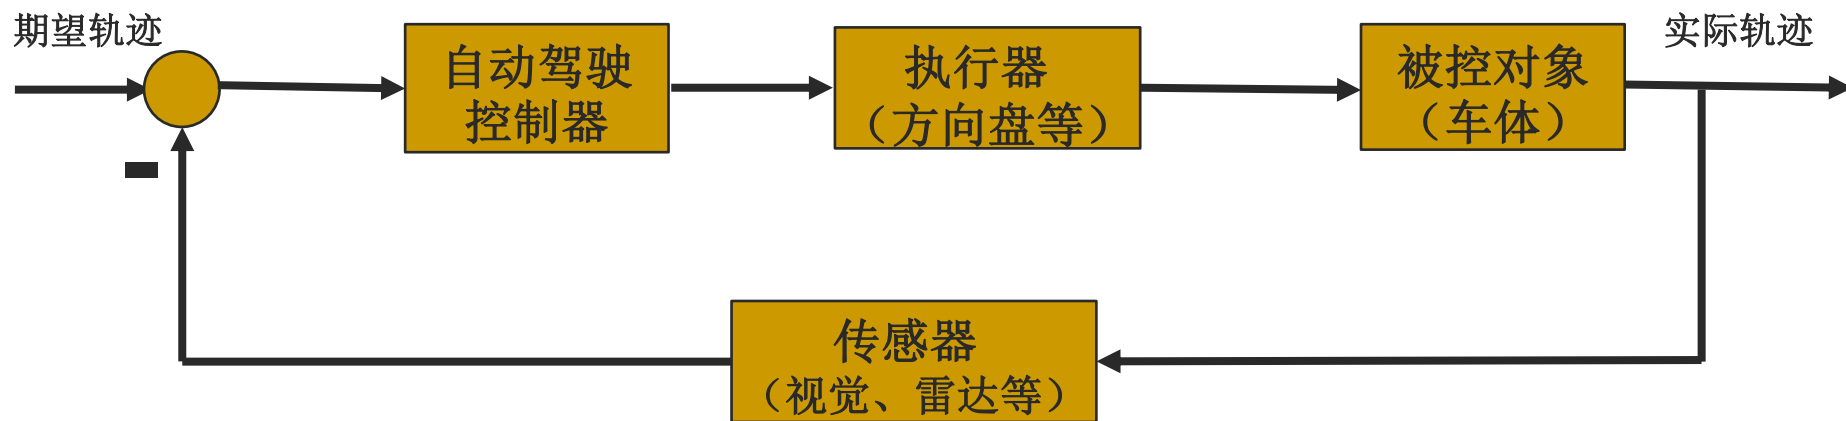 期望轨迹
自动驾驶
控制器
执行器
（方向盘等）
被控对象
（车体）
实际轨迹
传感器
（视觉、雷达等）